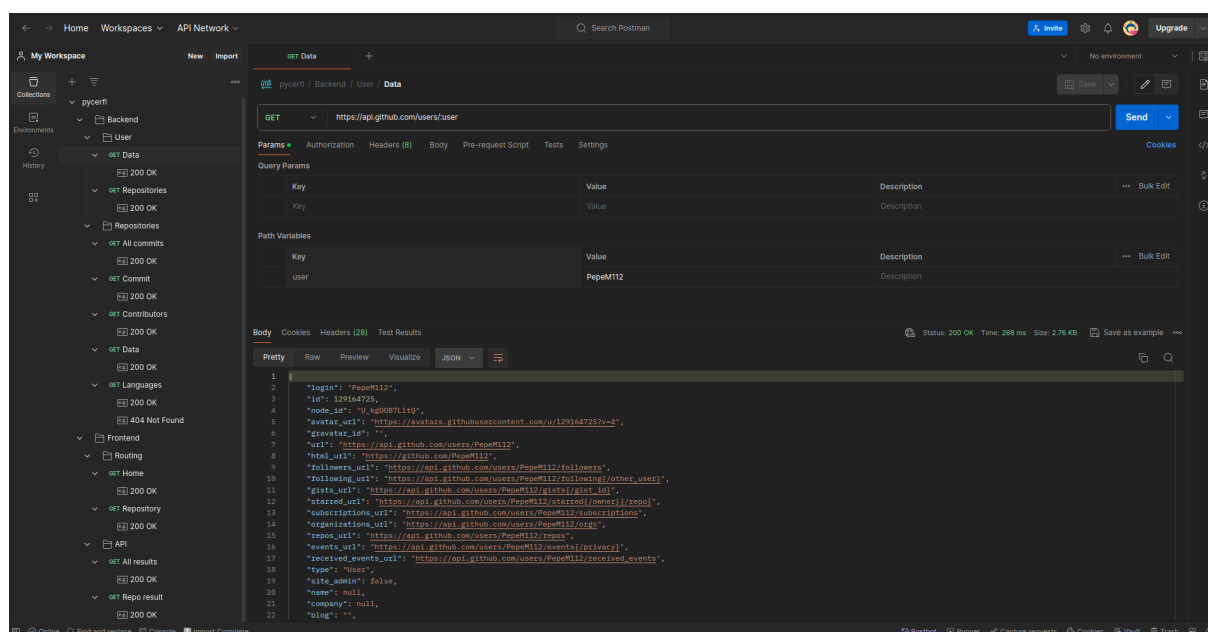 Home Workspaces API Network Search Postman Invite Upgrade
My Workspace New Import GET Data No environment
Collections
Environments
History
pycerfl
Backend
User
GET Data
200 OK
GET Repositories
200 OK
Repositories
GET All commits
200 OK
GET Commit
200 OK
GET Contributors
200 OK
GET Data
200 OK
GET Languages
200 OK
404 Not Found
Frontend
Routing
GET Home
200 OK
GET Repository
200 OK
API
GET All results
200 OK
GET Repo result
200 OK
pycerfl / Backend / User / Data Save
GET https://api.github.com/users/:user Send
Params Authorization Headers (8) Body Pre-request Script Tests Settings Cookies
Query Params
Key Value Description Bulk Edit
Key Value Description
Path Variables
Key Value Description Bulk Edit
user PepeM112 Description
Body Cookies Headers (28) Test Results Status: 200 OK Time: 268 ms Size: 2.76 KB Save as example
Pretty Raw Preview Visualize JSON
1 {
2 "login": "PepeM112",
3 "id": 129164725,
4 "node_id": "U_kgDOB7LltQ",
5 "avatar_url": "https://avatars.githubusercontent.com/u/129164725?v=4",
6 "gravatar_id": "",
7 "url": "https://api.github.com/users/PepeM112",
8 "html_url": "https://github.com/PepeM112",
9 "followers_url": "https://api.github.com/users/PepeM112/followers",
10 "following_url": "https://api.github.com/users/PepeM112/following{/other_user}",
11 "gists_url": "https://api.github.com/users/PepeM112/gists{/gist_id}",
12 "starred_url": "https://api.github.com/users/PepeM112/starred{/owner}{/repo}",
13 "subscriptions_url": "https://api.github.com/users/PepeM112/subscriptions",
14 "organizations_url": "https://api.github.com/users/PepeM112/orgs",
15 "repos_url": "https://api.github.com/users/PepeM112/repos",
16 "events_url": "https://api.github.com/users/PepeM112/events{/privacy}",
17 "received_events_url": "https://api.github.com/users/PepeM112/received_events",
18 "type": "User",
19 "site_admin": false,
20 "name": null,
21 "company": null,
22 "blog": "",
Online Find and replace Console Import Complete Postbot Runner Capture requests Cookies Vault Trash